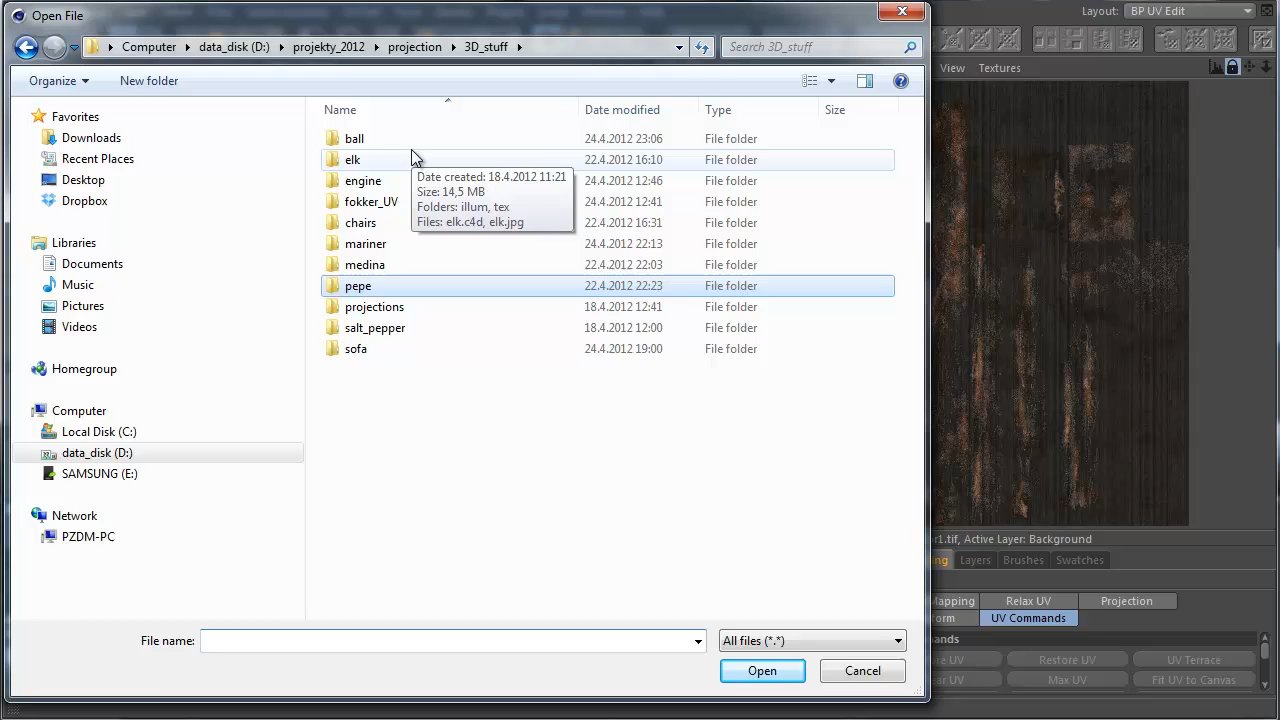 Open File
Layout: BP UV Edit
Computer data_disk (D:) projekty_2012 projection 3D_stuff
Search 3D_stuff
View Textures
Organize New folder
Name Date modified Type Size
Favorites
Downloads
Recent Places
Desktop
Dropbox
Libraries
Documents
Music
Pictures
Videos
Homegroup
Computer
Local Disk (C:)
data_disk (D:)
SAMSUNG (E:)
Network
PZDM-PC
ball 24.4.2012 23:06 File folder
elk 22.4.2012 16:10 File folder
engine 24.4.2012 12:46 File folder
fokker_UV 24.4.2012 12:41 File folder
chairs 22.4.2012 16:31 File folder
mariner 24.4.2012 22:13 File folder
medina 22.4.2012 22:03 File folder
pepe 22.4.2012 22:23 File folder
projections 18.4.2012 12:41 File folder
salt_pepper 18.4.2012 12:00 File folder
sofa 24.4.2012 19:00 File folder
Date created: 18.4.2012 11:21
Size: 14,5 MB
Folders: illum, tex
Files: elk.c4d, elk.jpg
File name: All files (*.*)
Open Cancel
r1.tif, Active Layer: Background
ng Layers Brushes Swatches
Mapping Relax UV Projection
form UV Commands
ands
re UV Restore UV UV Terrace
ear UV Max UV Fit UV to Canvas